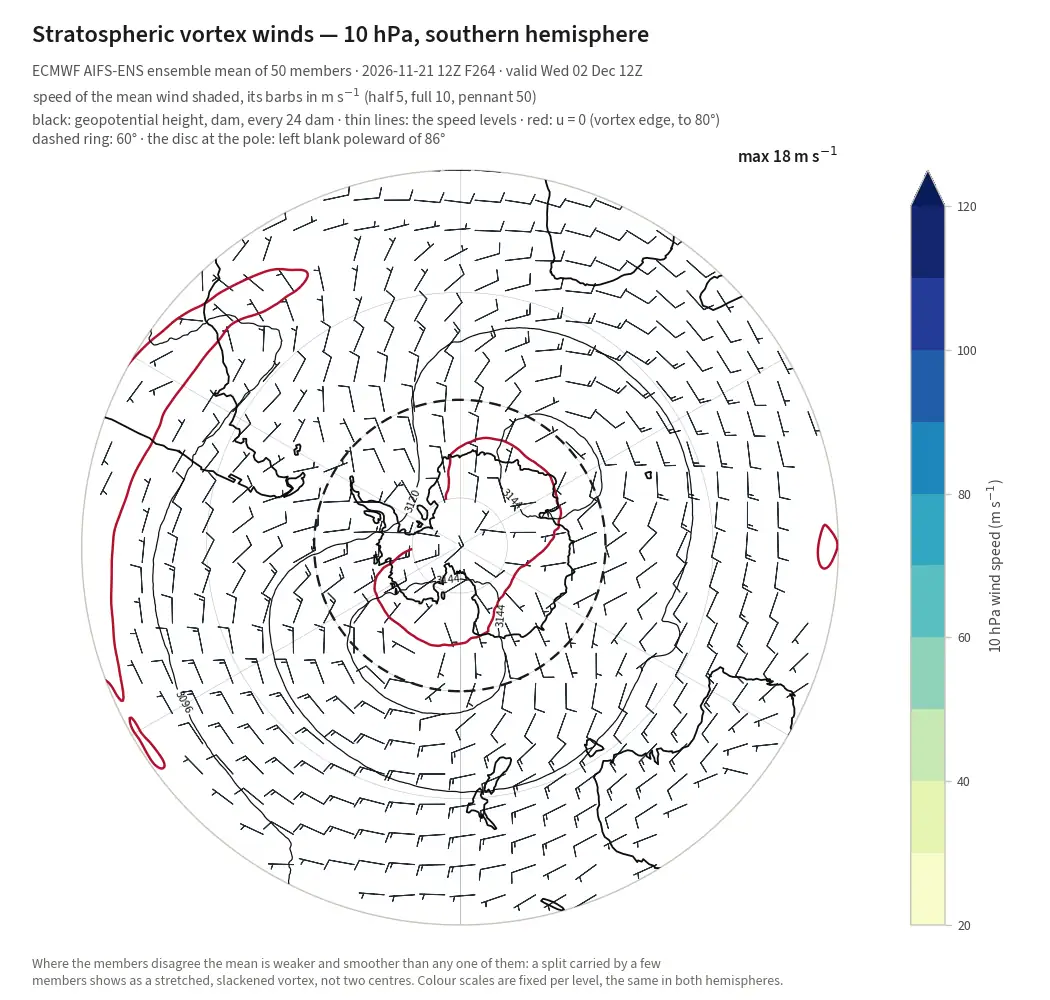 Stratospheric vortex winds — 10 hPa, southern hemisphere
ECMWF AIFS-ENS ensemble mean of 50 members · 2026-11-21 12Z F264 · valid Wed 02 Dec 12Z
speed of the mean wind shaded, its barbs in m s⁻¹ (half 5, full 10, pennant 50)
black: geopotential height, dam, every 24 dam · thin lines: the speed levels · red: u = 0 (vortex edge, to 80°)
dashed ring: 60° · the disc at the pole: left blank poleward of 86°
max 18 m s⁻¹
120
100
80
60
40
20
10 hPa wind speed (m s⁻¹)
3120
3144
3144
3144
3096
Where the members disagree the mean is weaker and smoother than any one of them: a split carried by a few
members shows as a stretched, slackened vortex, not two centres. Colour scales are fixed per level, the same in both hemispheres.